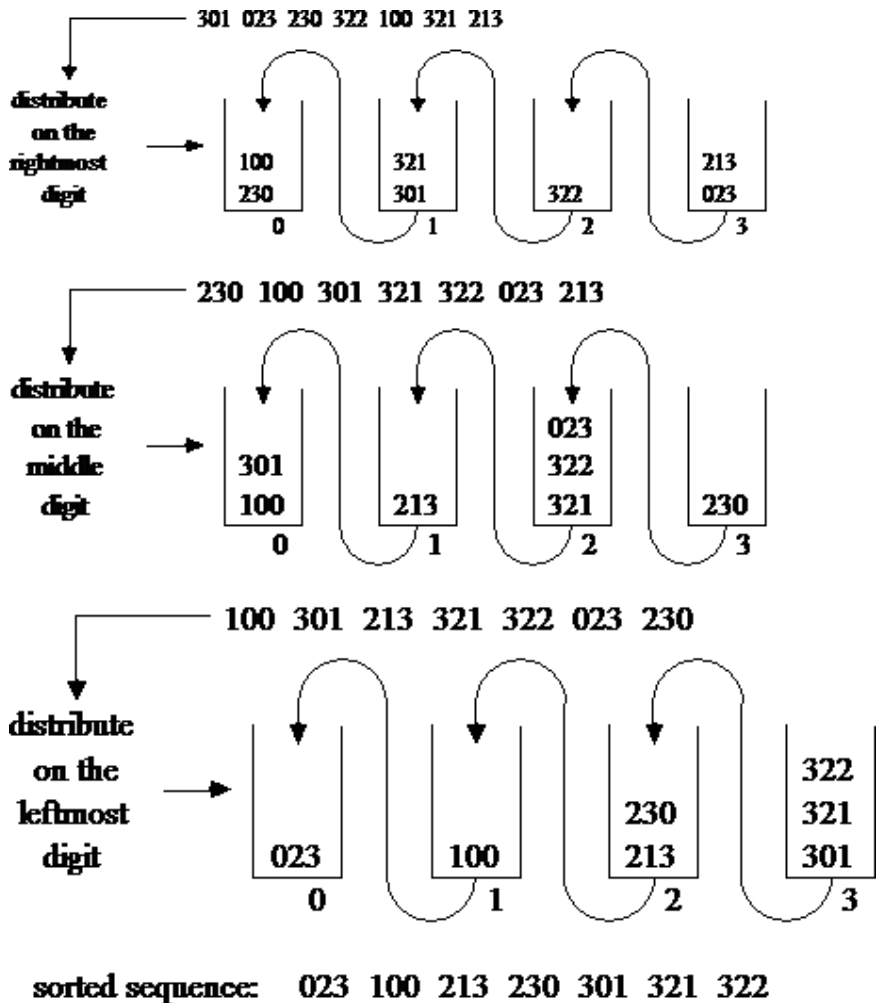 301 023 230 322 100 321 213
distribute
on the
rightmost
digit
100 321 213
230 301 322 023
0 1 2 3
230 100 301 321 322 023 213
distribute
on the
middle
digit
023
301 322
100 213 321 230
0 1 2 3
100 301 213 321 322 023 230
distribute
on the
leftmost
digit
322
230 321
023 100 213 301
0 1 2 3
sorted sequence: 023 100 213 230 301 321 322